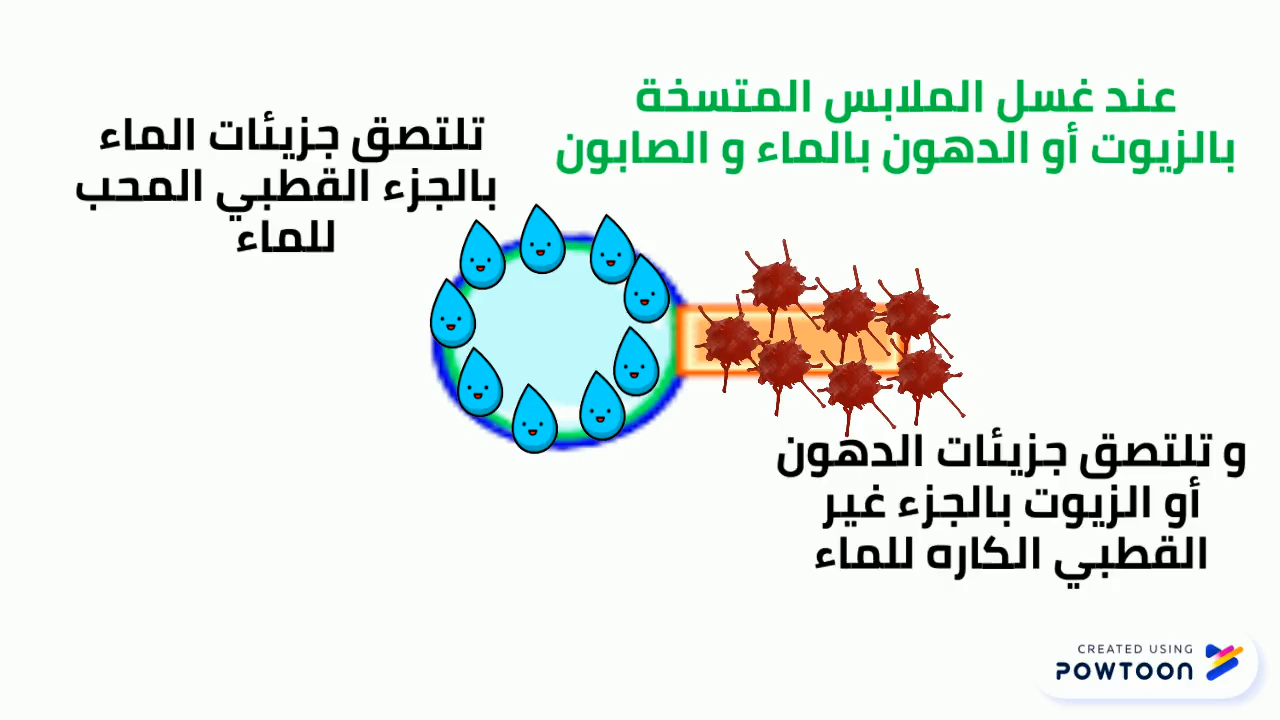 عند غسل الملابس المتسخة
بالزيوت أو الدهون بالماء و الصابون
تلتصق جزيئات الماء
بالجزء القطبي المحب
للماء
و تلتصق جزيئات الدهون
أو الزيوت بالجزء غير
القطبي الكاره للماء
CREATED USING
POWTOON